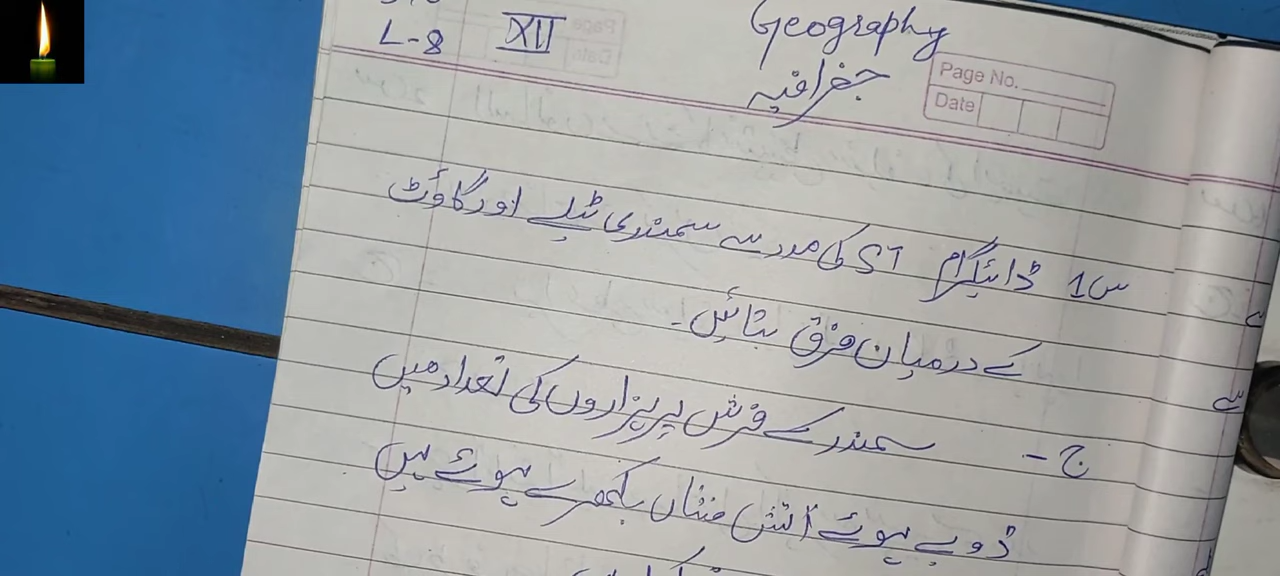 L-8 XII Geography
جغرافیہ
Page No.
Date
س 1 ڈائیگرام کی مدد سے سمندری ٹیلے اور گاؤٹ
کے درمیان فرق بتائیں۔
ج - سمندر کے فرش پر ہزاروں کی تعداد میں
ڈوبے ہوئے آتش فشاں بکھرے ہوئے ہیں